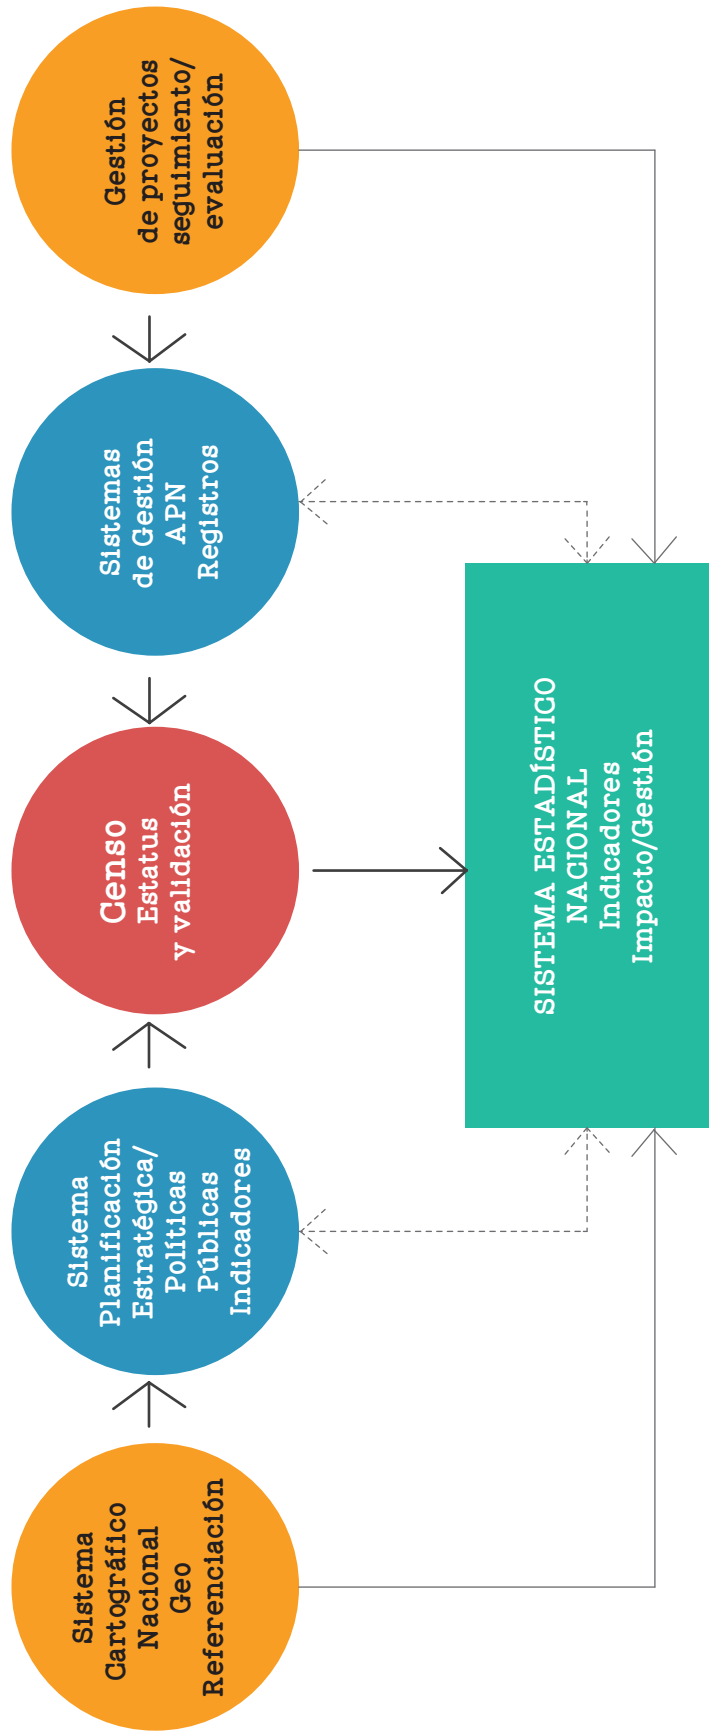 Sistema
Cartográfico
Nacional
Geo
Referenciación
Sistema
Planificación
Estratégica/
Políticas
Públicas
Indicadores
Censo
Estatus
y validación
Sistemas
de Gestión
APN
Registros
Gestión
de proyectos
seguimiento/
evaluación
SISTEMA ESTADÍSTICO
NACIONAL
Indicadores
Impacto/Gestión